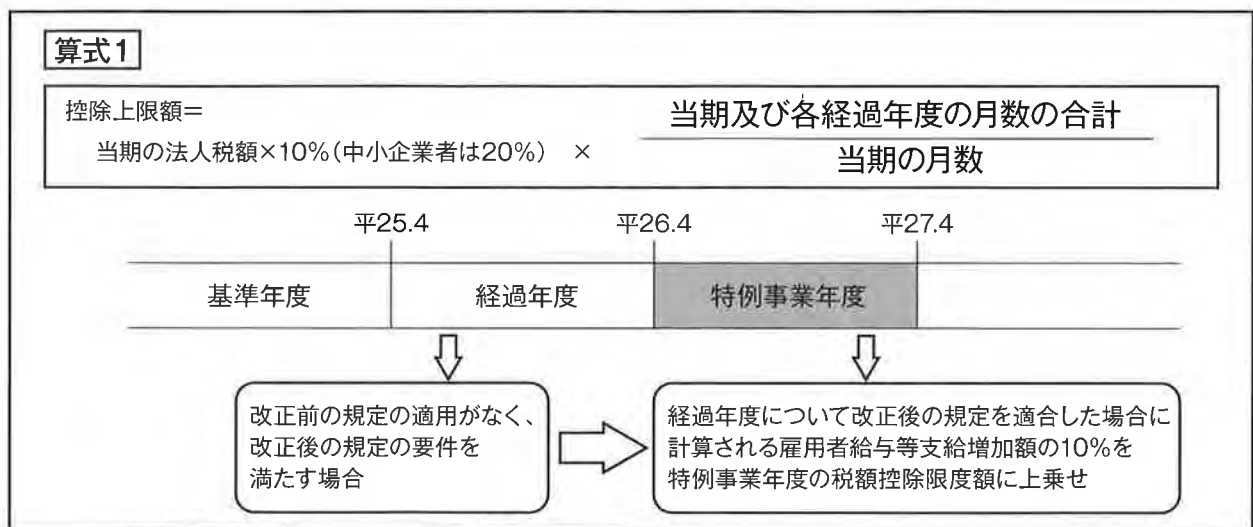 算式1
控除上限額=
当期の法人税額×10%(中小企業者は20%) × 当期及び各経過年度の月数の合計
当期の月数
平25.4 平26.4 平27.4
基準年度 経過年度 特例事業年度
改正前の規定の適用がなく、
改正後の規定の要件を
満たす場合
経過年度について改正後の規定を適合した場合に
計算される雇用者給与等支給増加額の10%を
特例事業年度の税額控除限度額に上乗せ